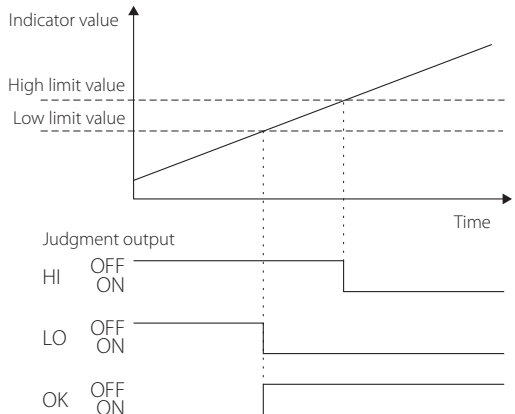 Indicator value
High limit value
Low limit value
Time
Judgment output
HI OFF
ON
LO OFF
ON
OK OFF
ON